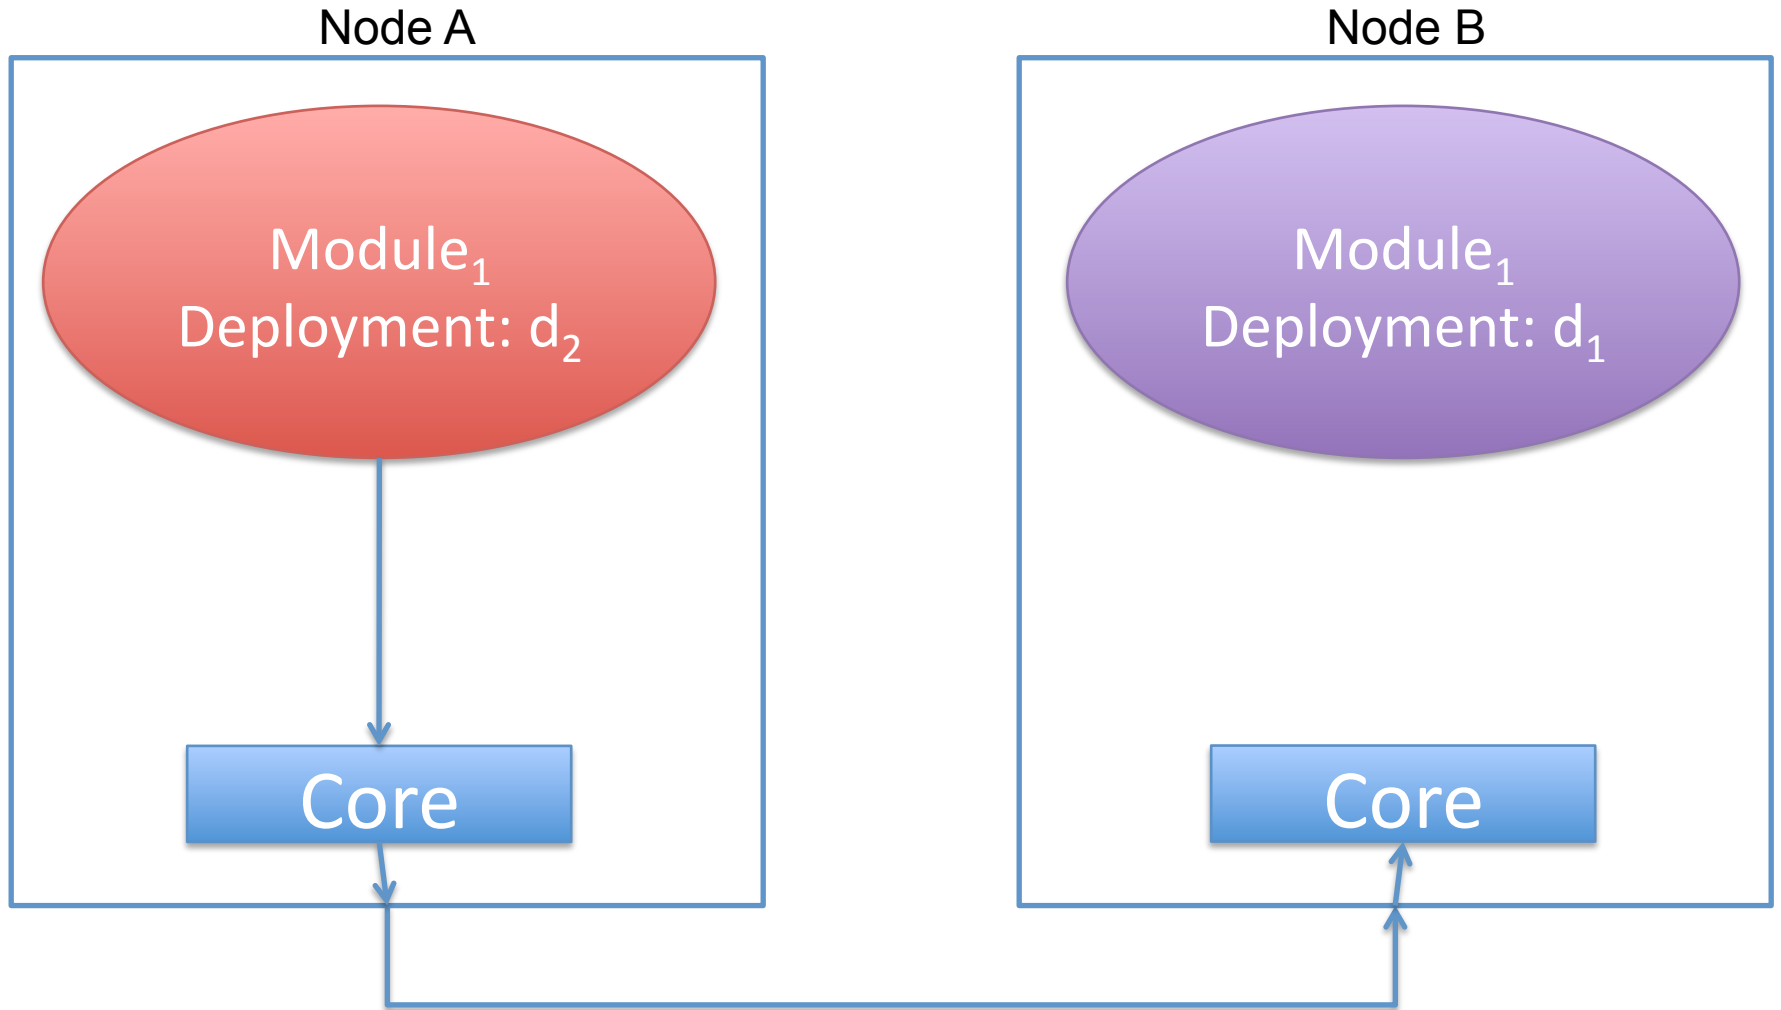 Node A
Node B
Module₁
Deployment: d₂
Module₁
Deployment: d₁
Core
Core